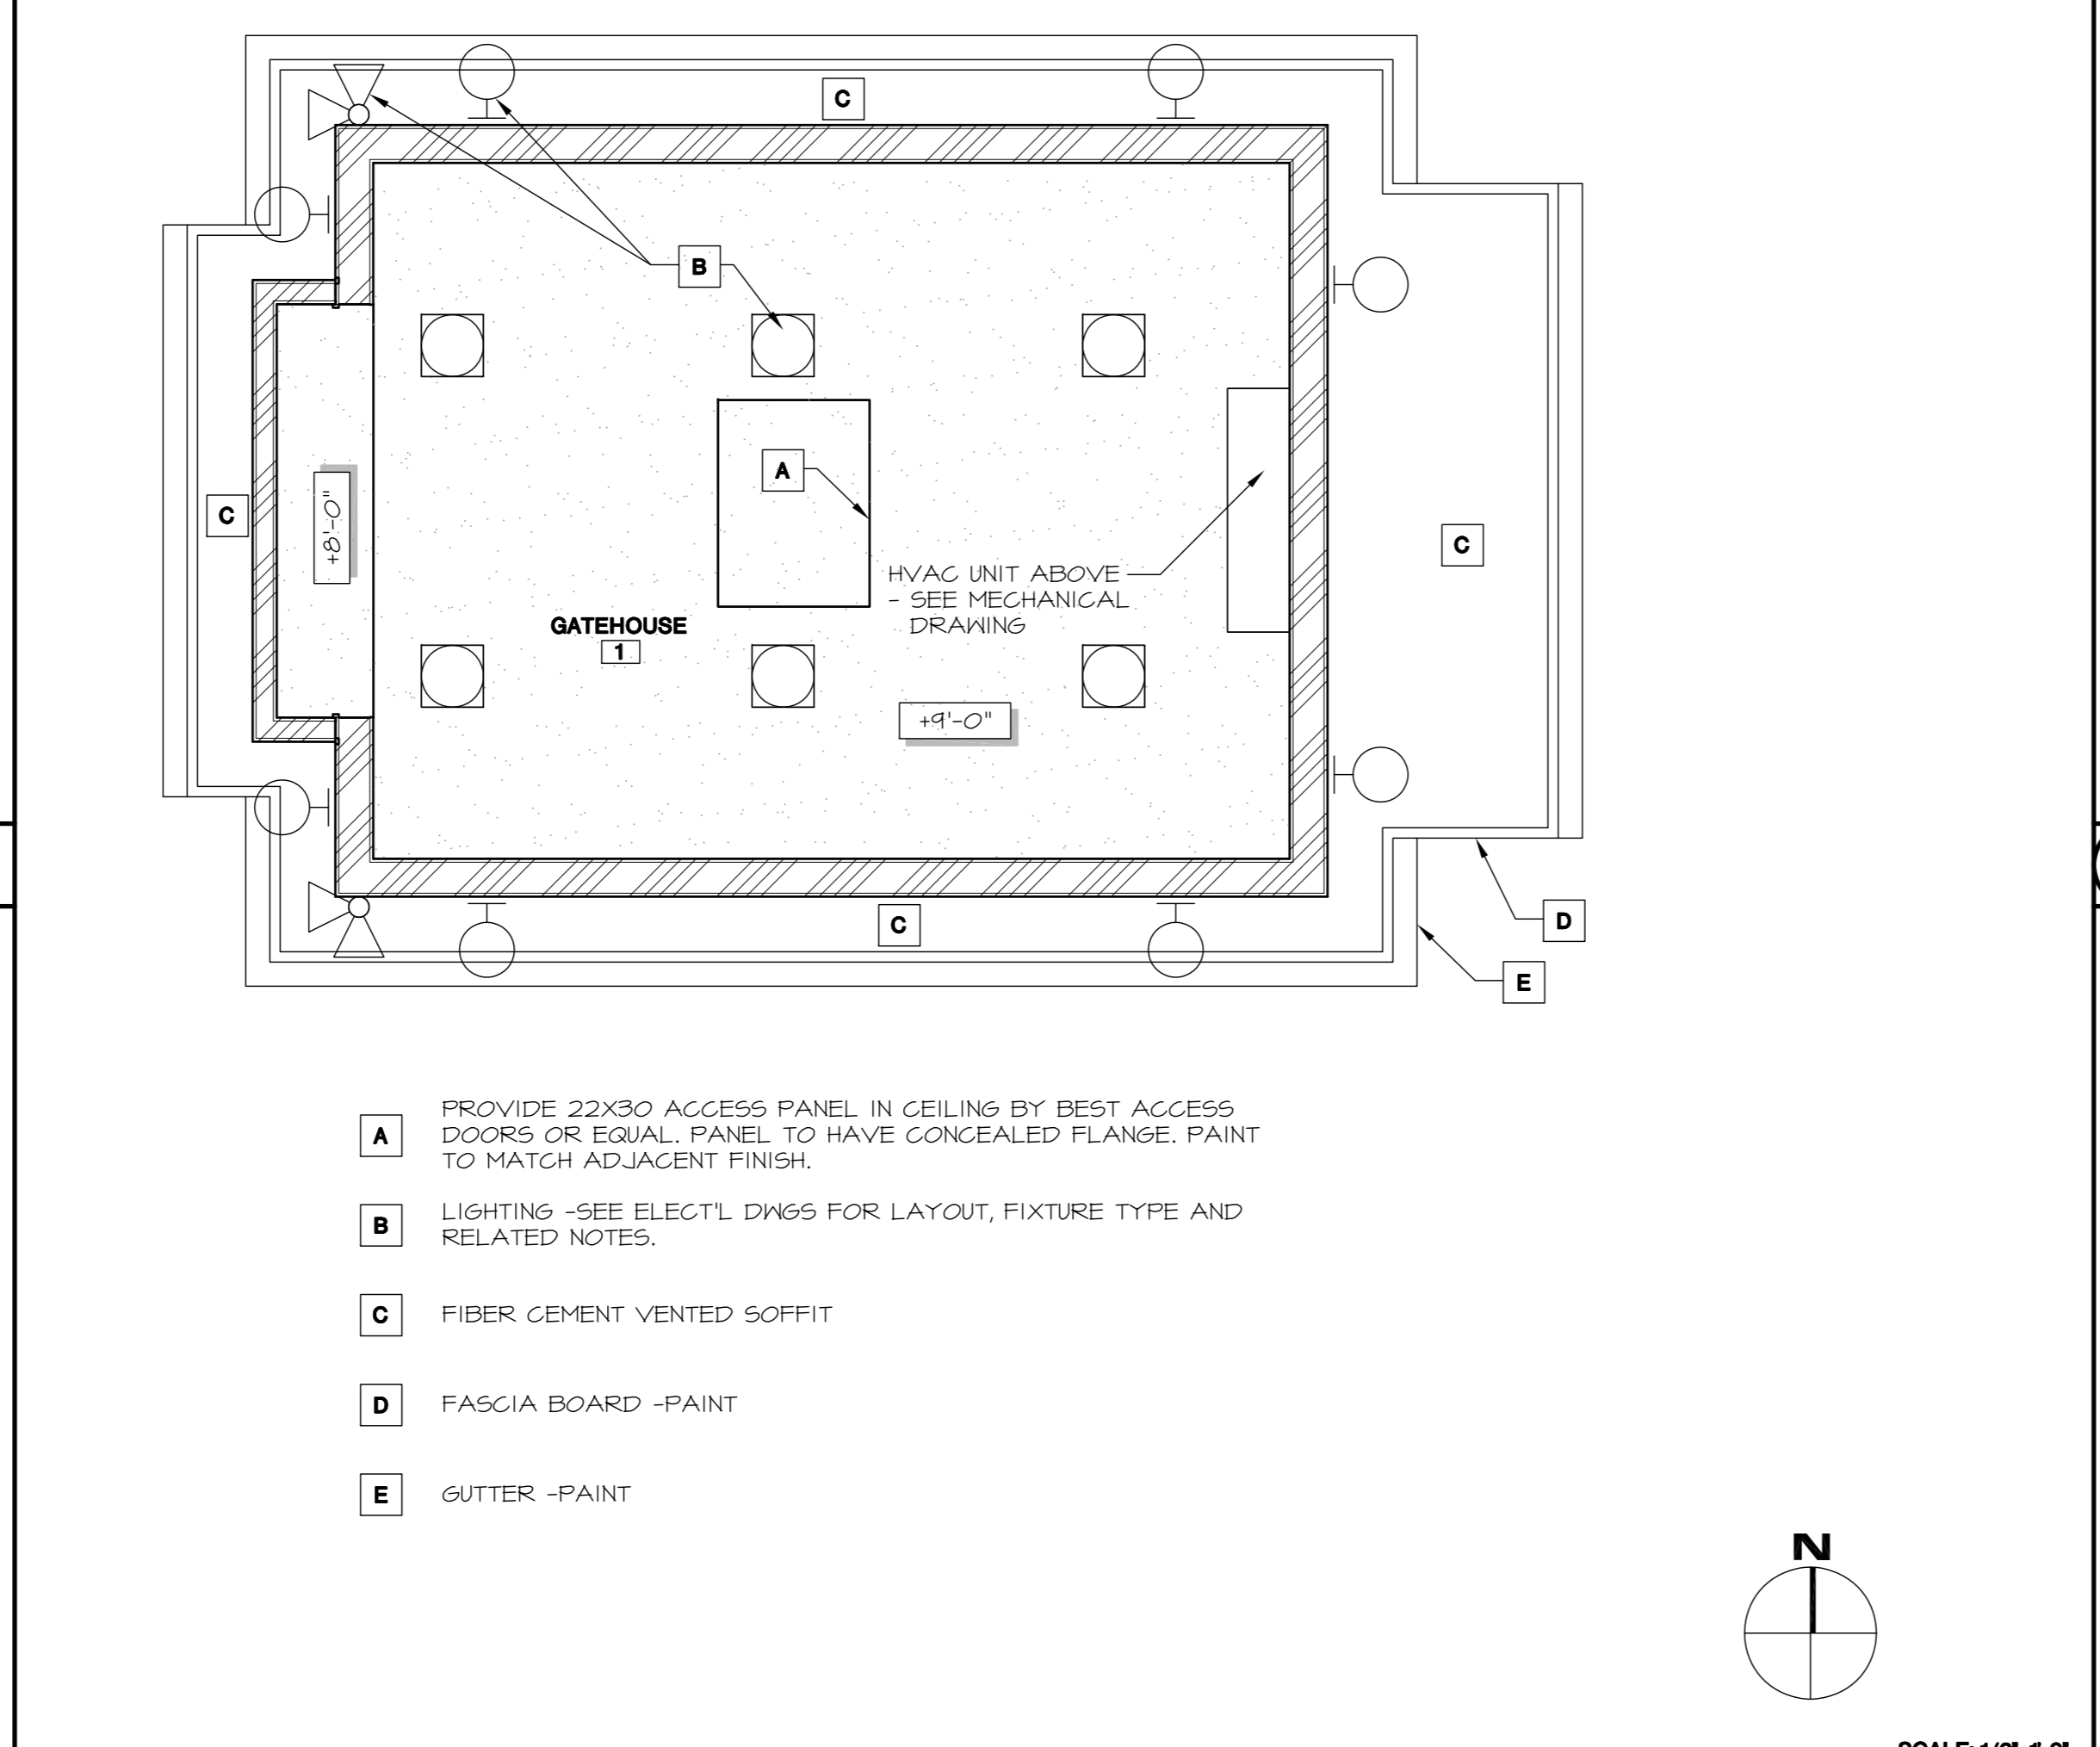 C
B
A
C
+8'-0"
C
HVAC UNIT ABOVE
- SEE MECHANICAL
DRAWING
GATEHOUSE
1
+9'-0"
C
D
E
A
PROVIDE 22X30 ACCESS PANEL IN CEILING BY BEST ACCESS
DOORS OR EQUAL. PANEL TO HAVE CONCEALED FLANGE. PAINT
TO MATCH ADJACENT FINISH.
B
LIGHTING -SEE ELECT'L DWGS FOR LAYOUT, FIXTURE TYPE AND
RELATED NOTES.
C
FIBER CEMENT VENTED SOFFIT
D
FASCIA BOARD -PAINT
E
GUTTER -PAINT
N